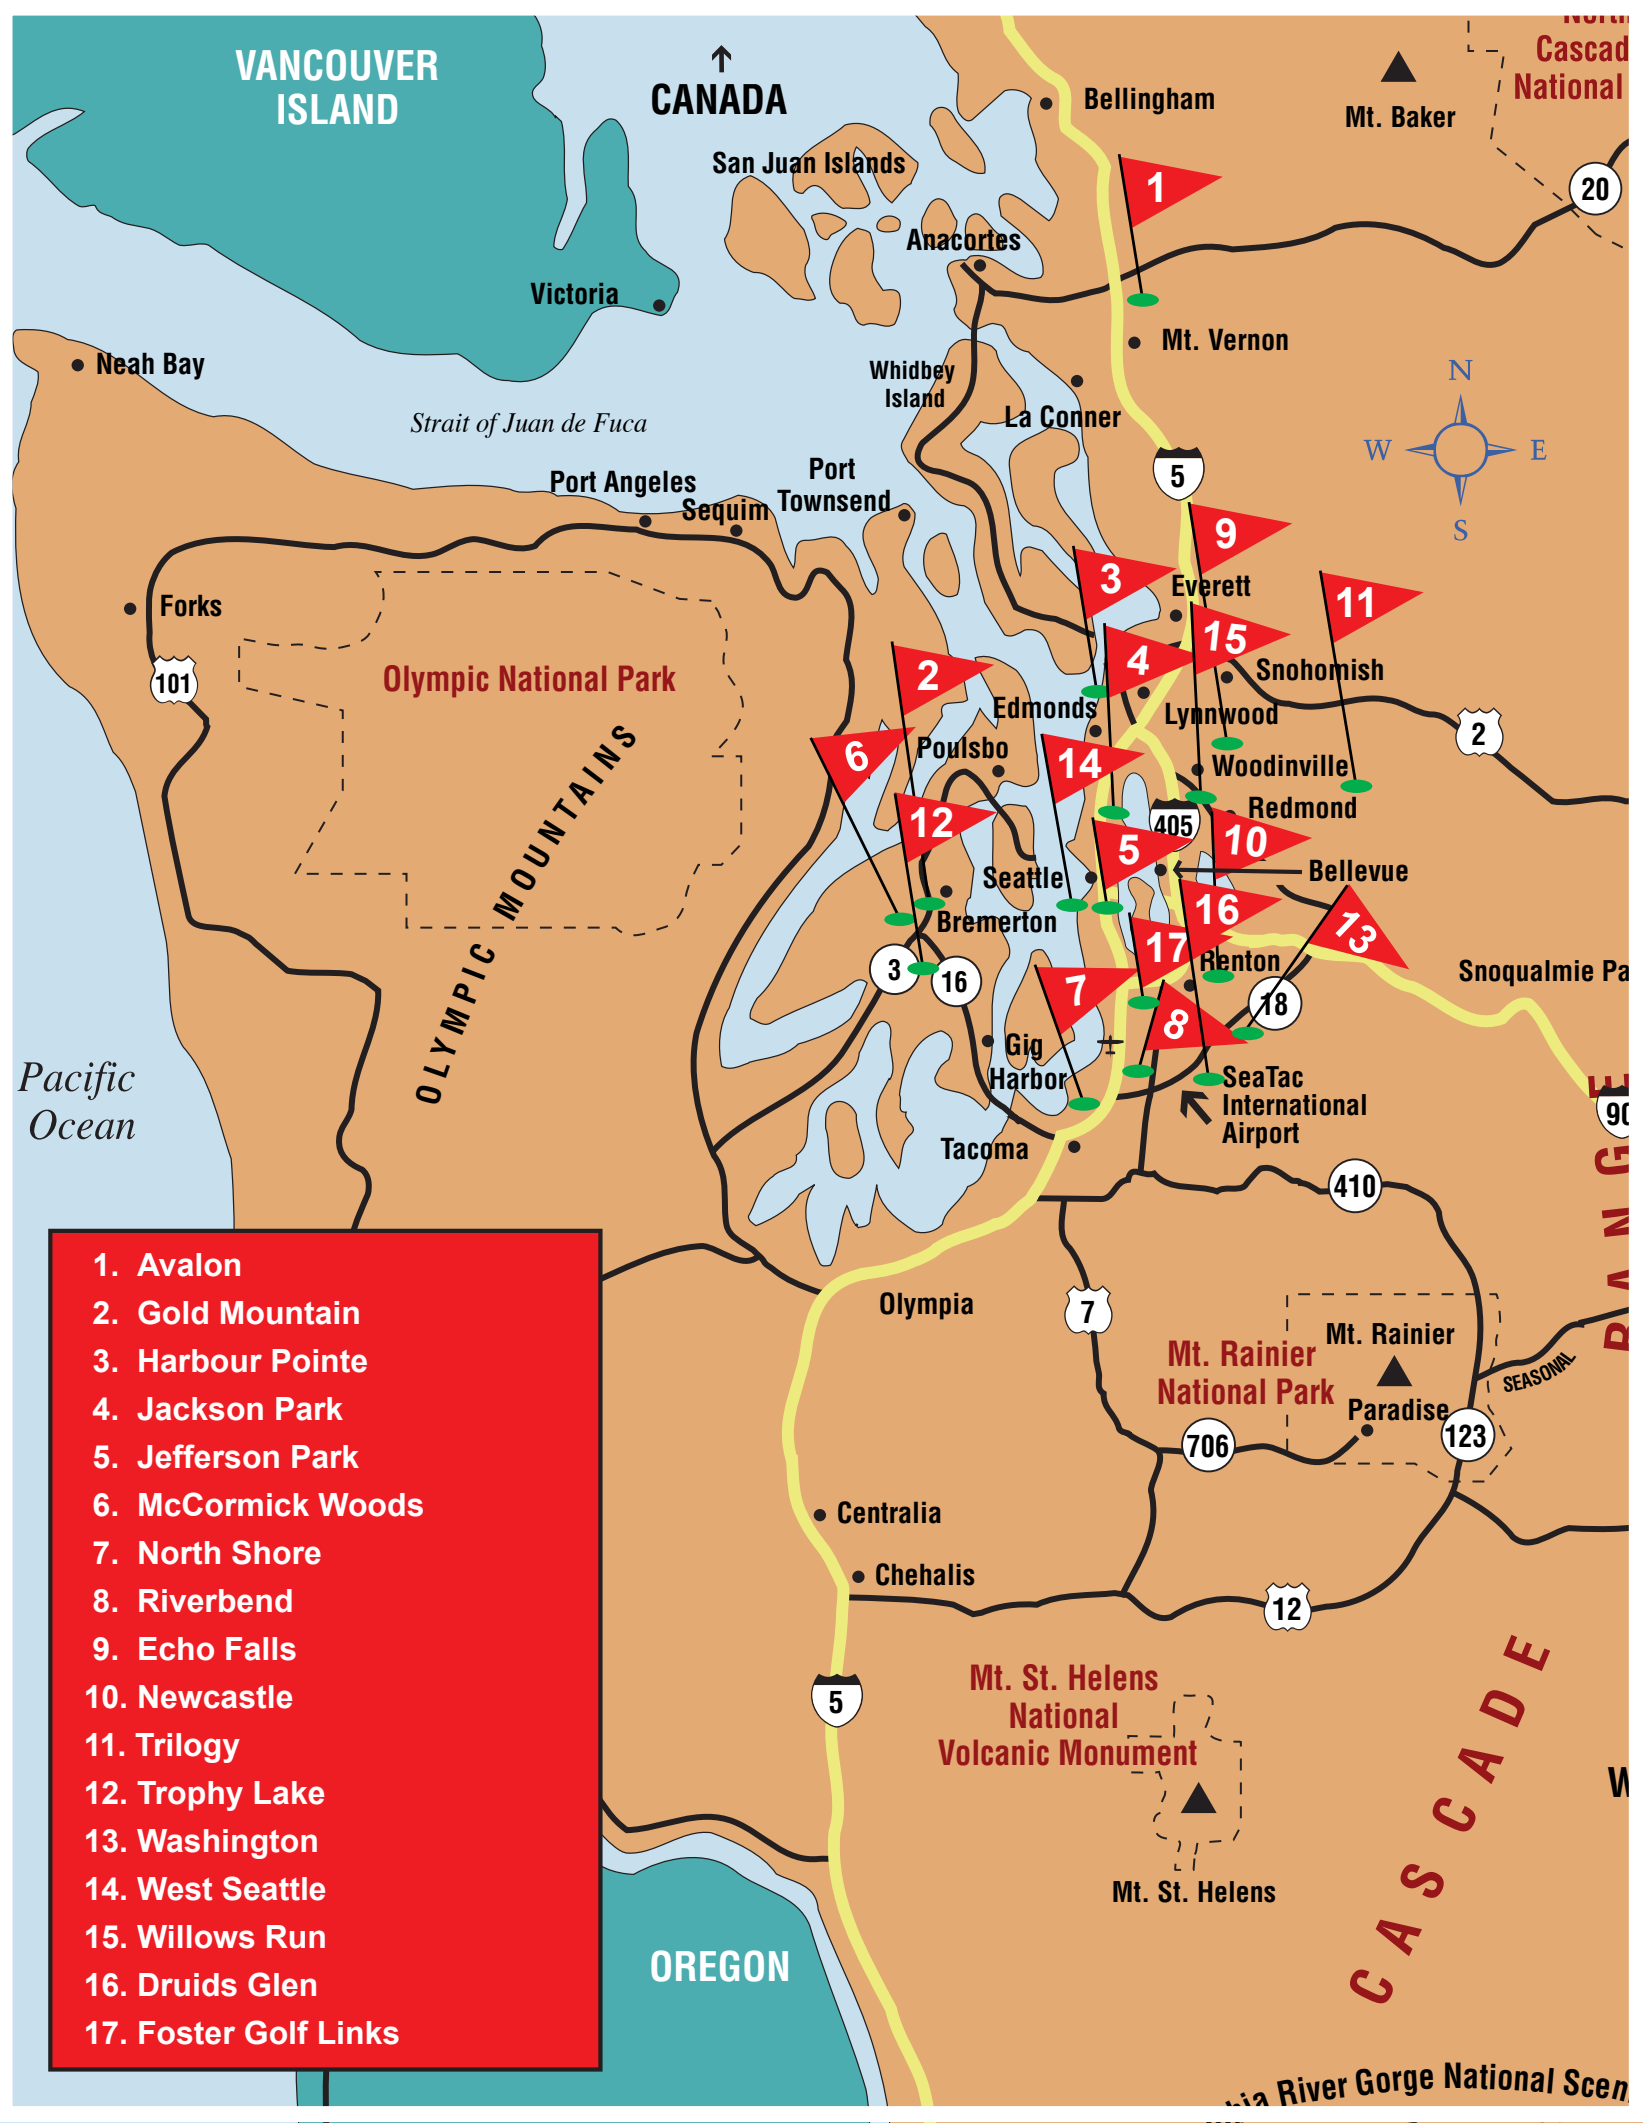 VANCOUVER
ISLAND
CANADA
Bellingham
Mt. Baker
Cascad
National
20
San Juan Islands
1
Anacortes
Victoria
Mt. Vernon
Neah Bay
Whidbey
Island
La Conner
Strait of Juan de Fuca
N
W
E
S
5
Port Angeles
Sequim
Port
Townsend
9
3
Everett
11
Forks
101
Olympic National Park
2
4
15
Snohomish
Edmonds
Lynnwood
2
6
Poulsbo
14
Woodinville
Redmond
12
405
5
10
Seattle
Bellevue
Bremerton
16
17
13
Renton
Snoqualmie Pa
3
16
7
18
8
OLYMPIC MOUNTAINS
Gig
Harbor
SeaTac
International
Airport
Pacific
Ocean
Tacoma
90
410
Olympia
7
Mt. Rainier
Mt. Rainier
National Park
SEASONAL
Paradise
706
123
Centralia
Chehalis
12
5
Mt. St. Helens
National
Volcanic Monument
Mt. St. Helens
CASCADE RANGE
W
OREGON
1. Avalon
2. Gold Mountain
3. Harbour Pointe
4. Jackson Park
5. Jefferson Park
6. McCormick Woods
7. North Shore
8. Riverbend
9. Echo Falls
10. Newcastle
11. Trilogy
12. Trophy Lake
13. Washington
14. West Seattle
15. Willows Run
16. Druids Glen
17. Foster Golf Links
bia River Gorge National Scen